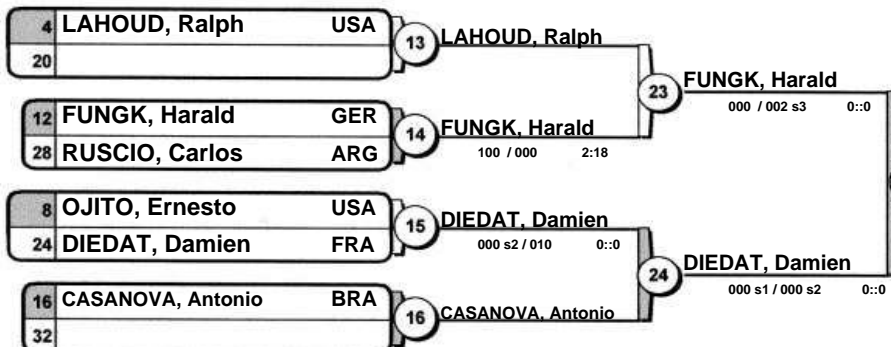 4 LAHOUD, Ralph USA
20
13 LAHOUD, Ralph
12 FUNGK, Harald GER
28 RUSCIO, Carlos ARG
14 FUNGK, Harald
100 / 000 2:18
23 FUNGK, Harald
000 / 002 s3 0::0
8 OJITO, Ernesto USA
24 DIEDAT, Damien FRA
15 DIEDAT, Damien
000 s2 / 010 0::0
16 CASANOVA, Antonio BRA
32
16 CASANOVA, Antonio
24 DIEDAT, Damien
000 s1 / 000 s2 0::0